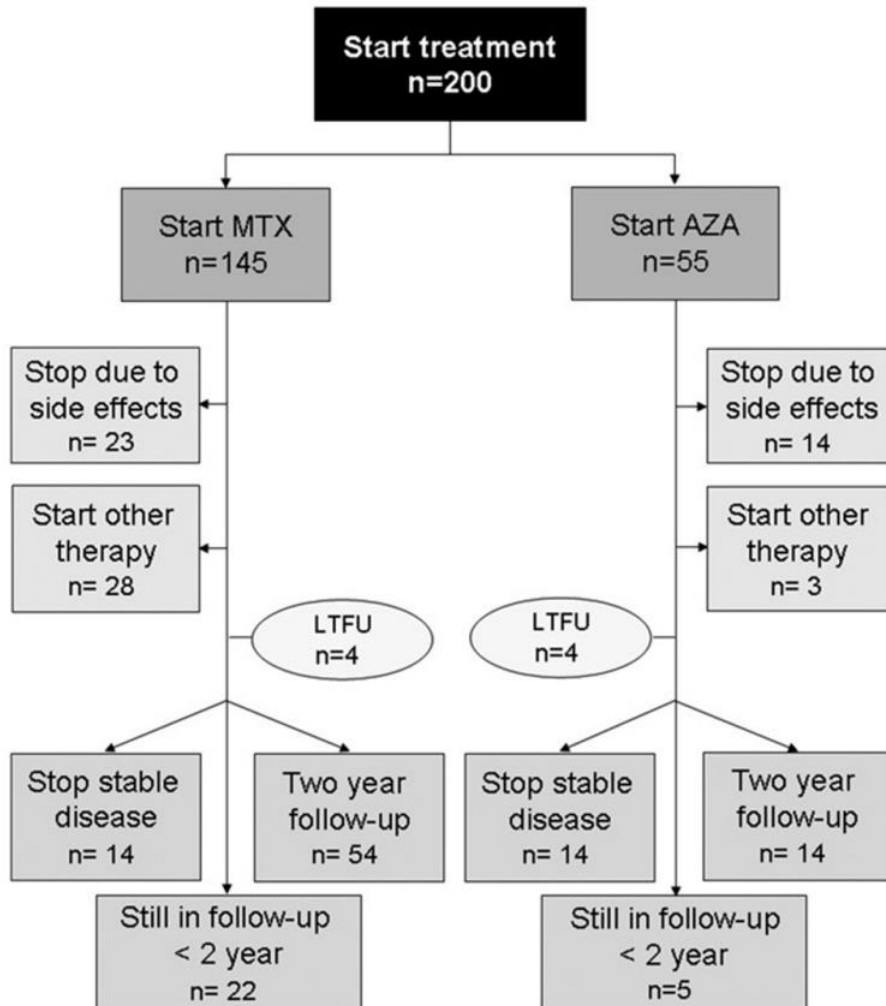 Start treatment
n=200
Start MTX
n=145
Start AZA
n=55
Stop due to
side effects
n= 23
Stop due to
side effects
n= 14
Start other
therapy
n= 28
Start other
therapy
n= 3
LTFU
n=4
LTFU
n=4
Stop stable
disease
n= 14
Two year
follow-up
n= 54
Stop stable
disease
n= 14
Two year
follow-up
n= 14
Still in follow-up
< 2 year
n= 22
Still in follow-up
< 2 year
n=5